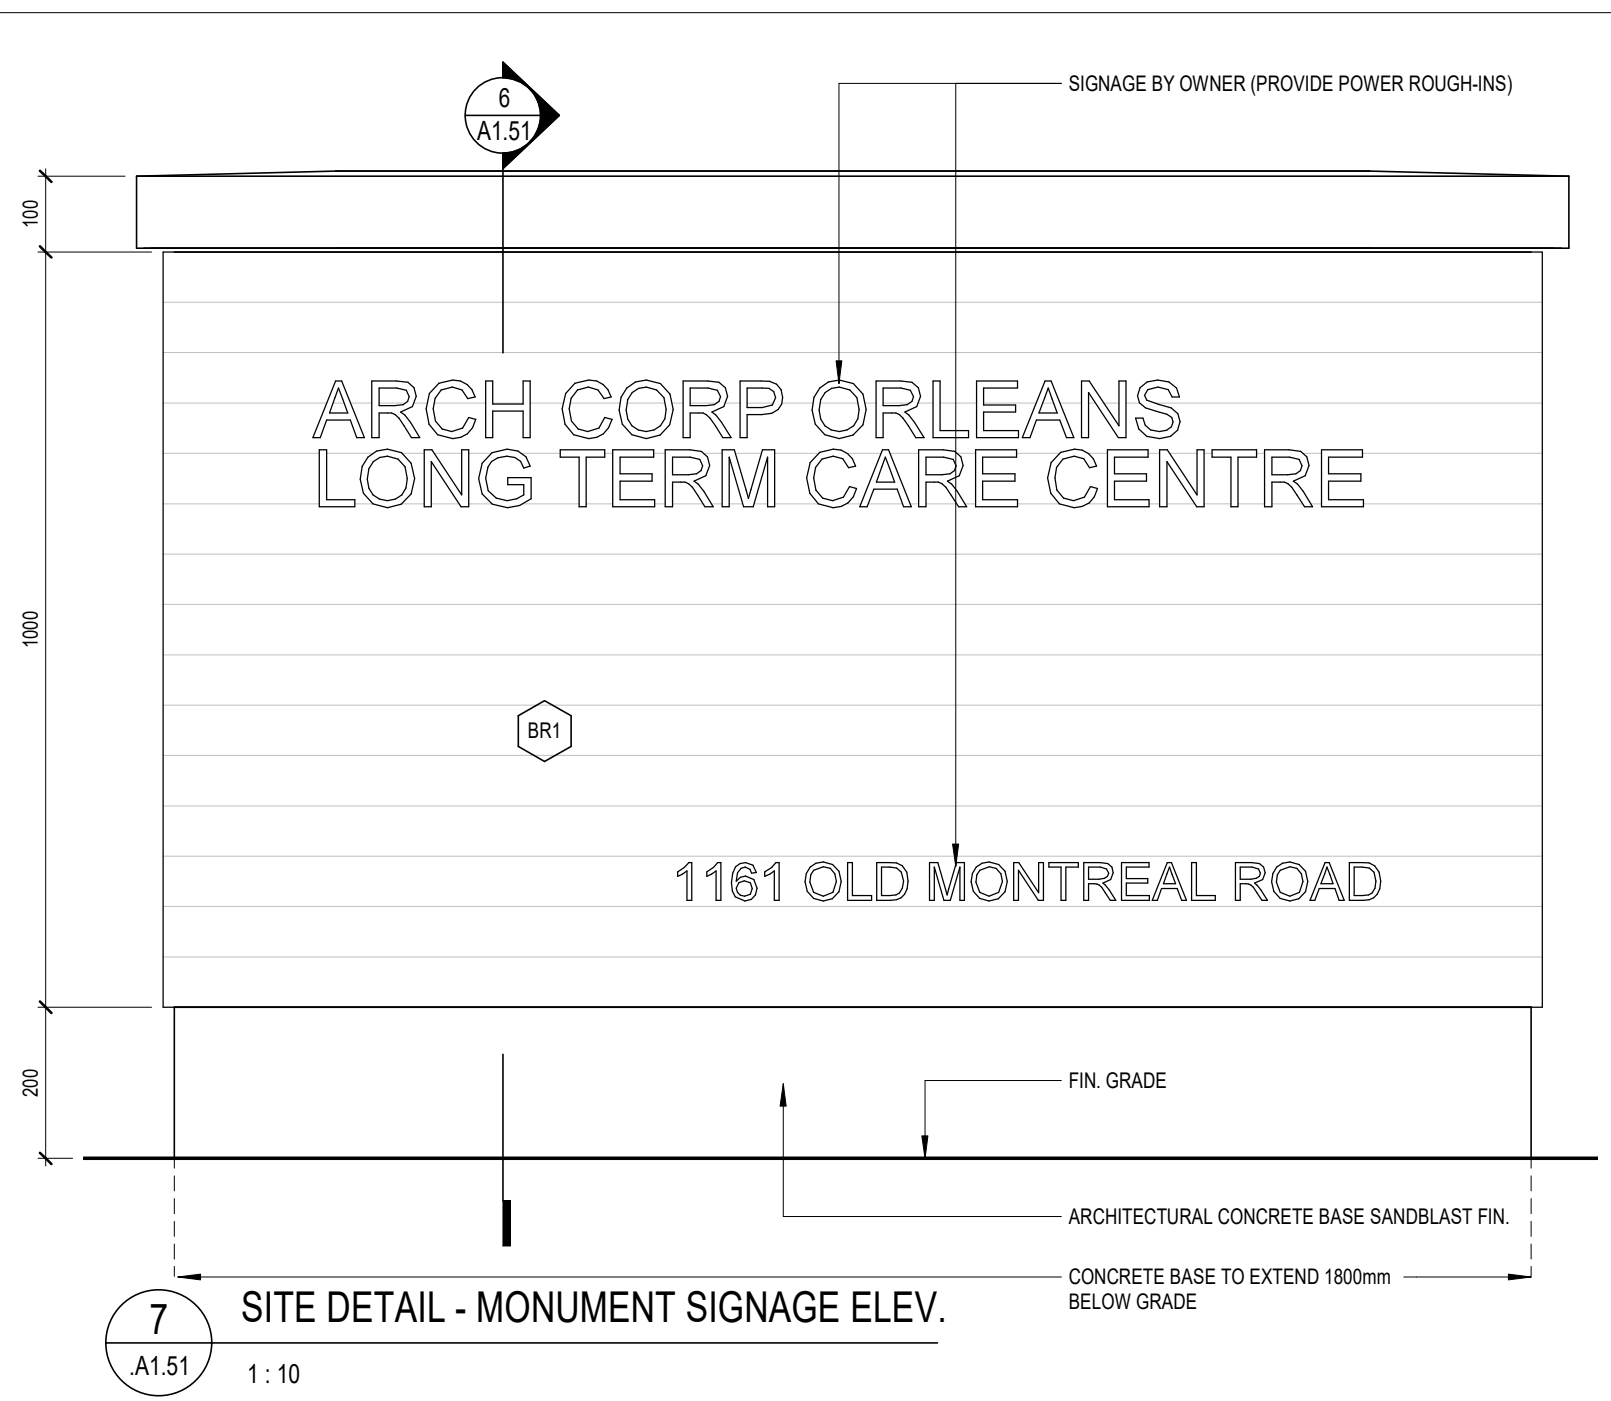 6
A1.51
SIGNAGE BY OWNER (PROVIDE POWER ROUGH-INS)
100
ARCH CORP ORLEANS
LONG TERM CARE CENTRE
1000
BR1
1161 OLD MONTREAL ROAD
200
FIN. GRADE
ARCHITECTURAL CONCRETE BASE SANDBLAST FIN.
CONCRETE BASE TO EXTEND 1800mm
BELOW GRADE
7
.A1.51
SITE DETAIL - MONUMENT SIGNAGE ELEV.
1 : 10